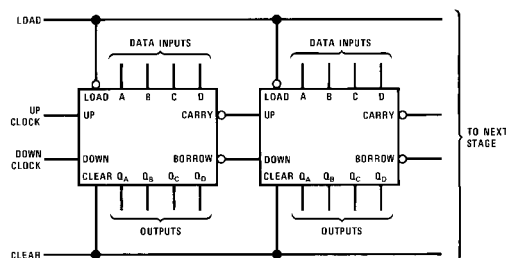 LOAD
DATA INPUTS DATA INPUTS
LOAD A B C D LOAD A B C D
UP CLOCK UP CARRY UP CARRY
TO NEXT STAGE
DOWN CLOCK DOWN BORROW DOWN BORROW
CLEAR QA QB QC QD CLEAR QA QB QC QD
OUTPUTS OUTPUTS
CLEAR